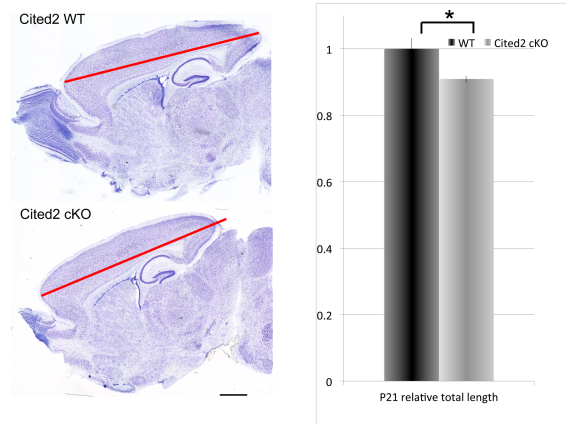 Cited2 WT
Cited2 cKO
*
WT Cited2 cKO
1
0.8
0.6
0.4
0.2
0
P21 relative total length